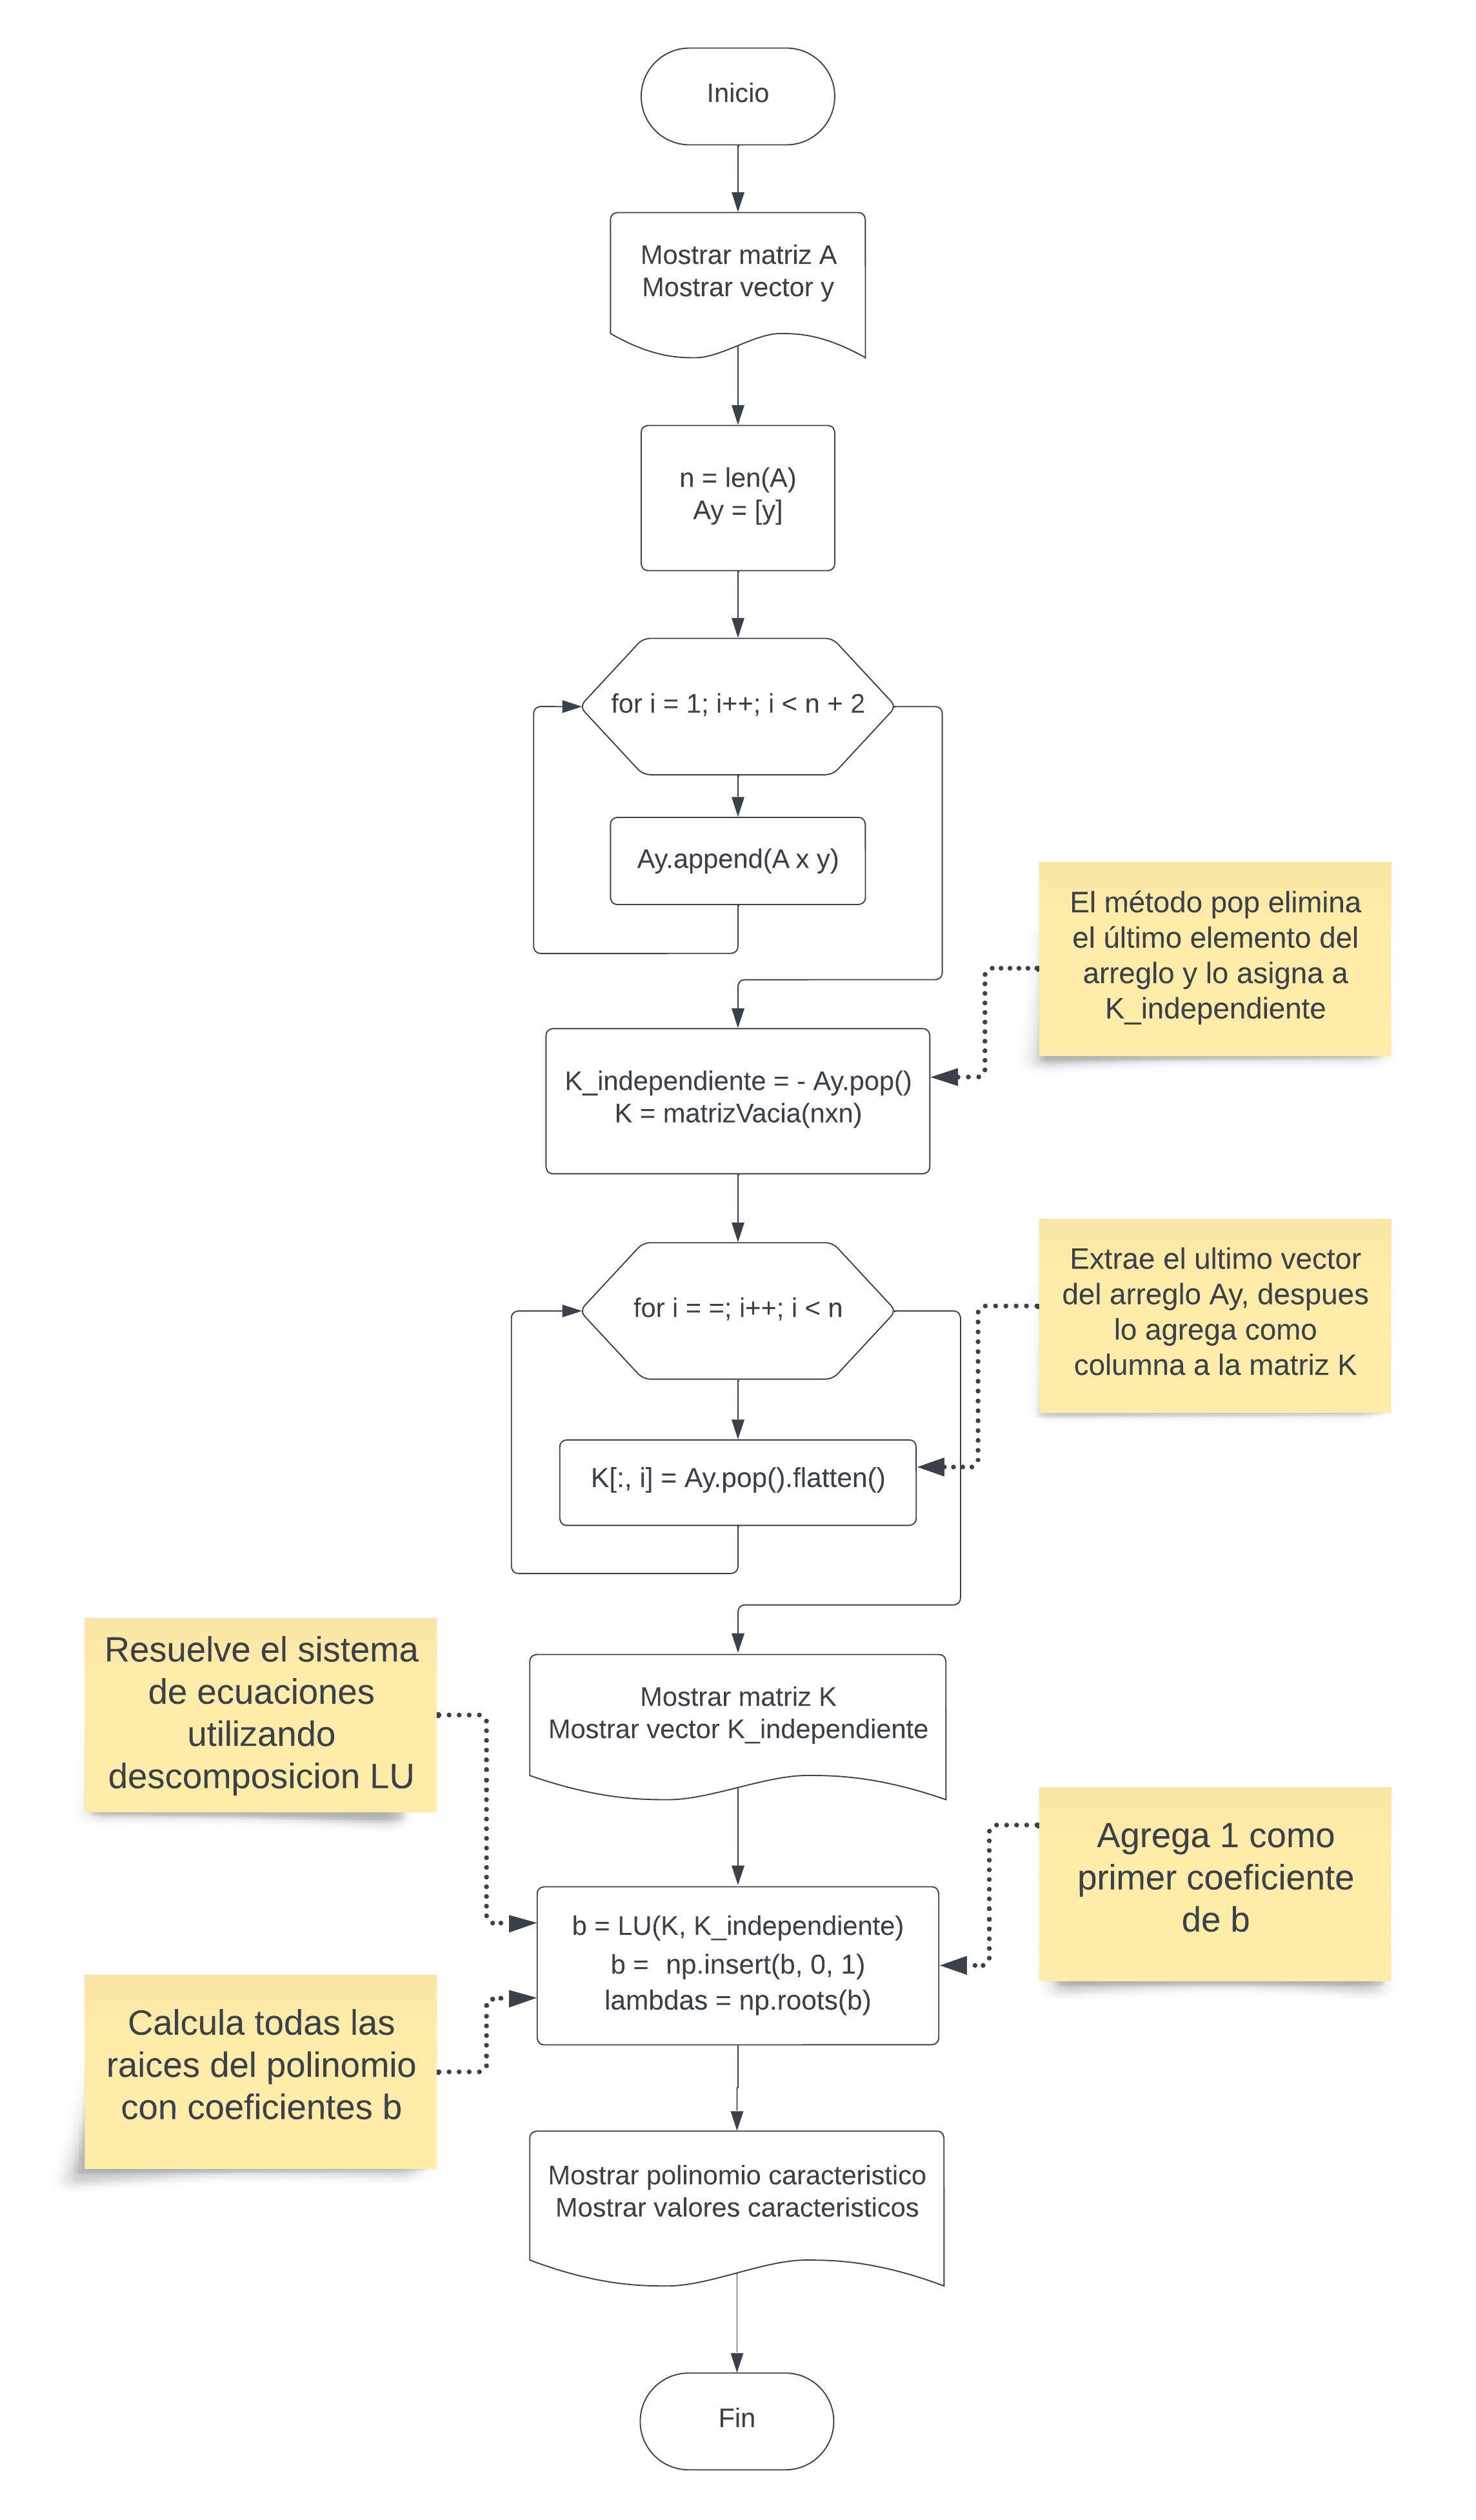 Inicio
Mostrar matriz A
Mostrar vector y
n = len(A)
Ay = [y]
for i = 1; i++; i < n + 2
Ay.append(A x y)
El método pop elimina
el último elemento del
arreglo y lo asigna a
K_independiente
K_independiente = - Ay.pop()
K = matrizVacia(nxn)
Extrae el ultimo vector
del arreglo Ay, despues
lo agrega como
columna a la matriz K
for i = =; i++; i < n
K[:, i] = Ay.pop().flatten()
Resuelve el sistema
de ecuaciones
utilizando
descomposicion LU
Mostrar matriz K
Mostrar vector K_independiente
Agrega 1 como
primer coeficiente
de b
b = LU(K, K_independiente)
b = np.insert(b, 0, 1)
lambdas = np.roots(b)
Calcula todas las
raices del polinomio
con coeficientes b
Mostrar polinomio caracteristico
Mostrar valores caracteristicos
Fin